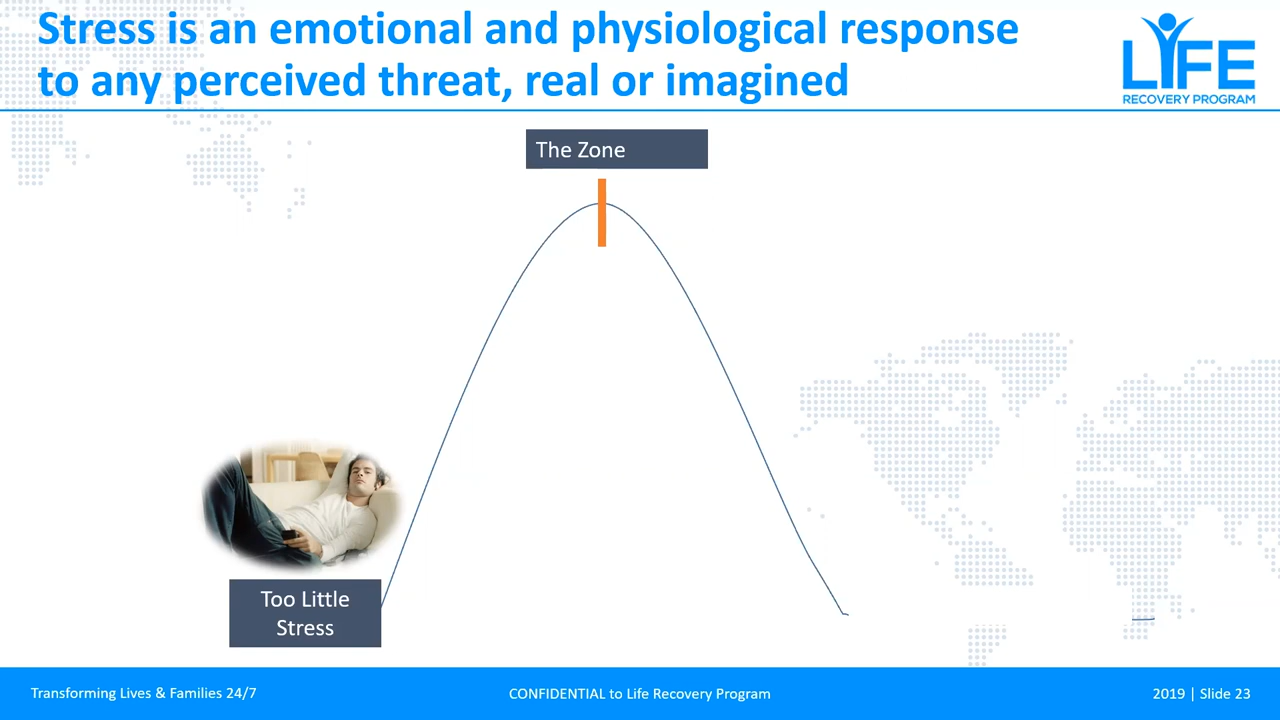 Stress is an emotional and physiological response
to any perceived threat, real or imagined
LIFE
RECOVERY PROGRAM
The Zone
Too Little
Stress
Transforming Lives & Families 24/7
CONFIDENTIAL to Life Recovery Program
2019 | Slide 23